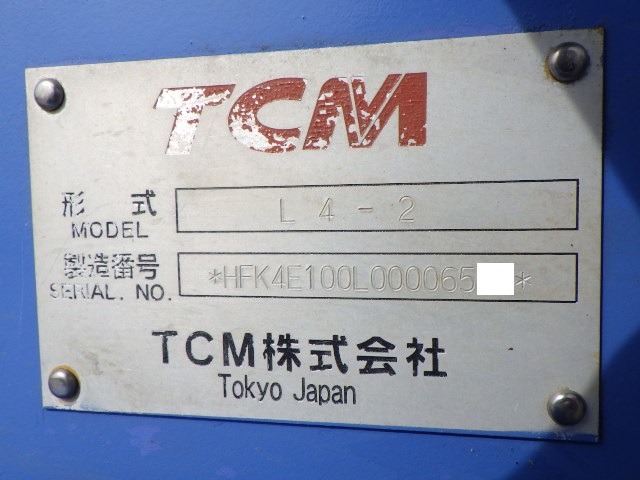 TCM
形式 L4-2
MODEL
製造番号 *HFK4E100L000065 *
SERIAL. NO.
TCM株式会社
Tokyo Japan